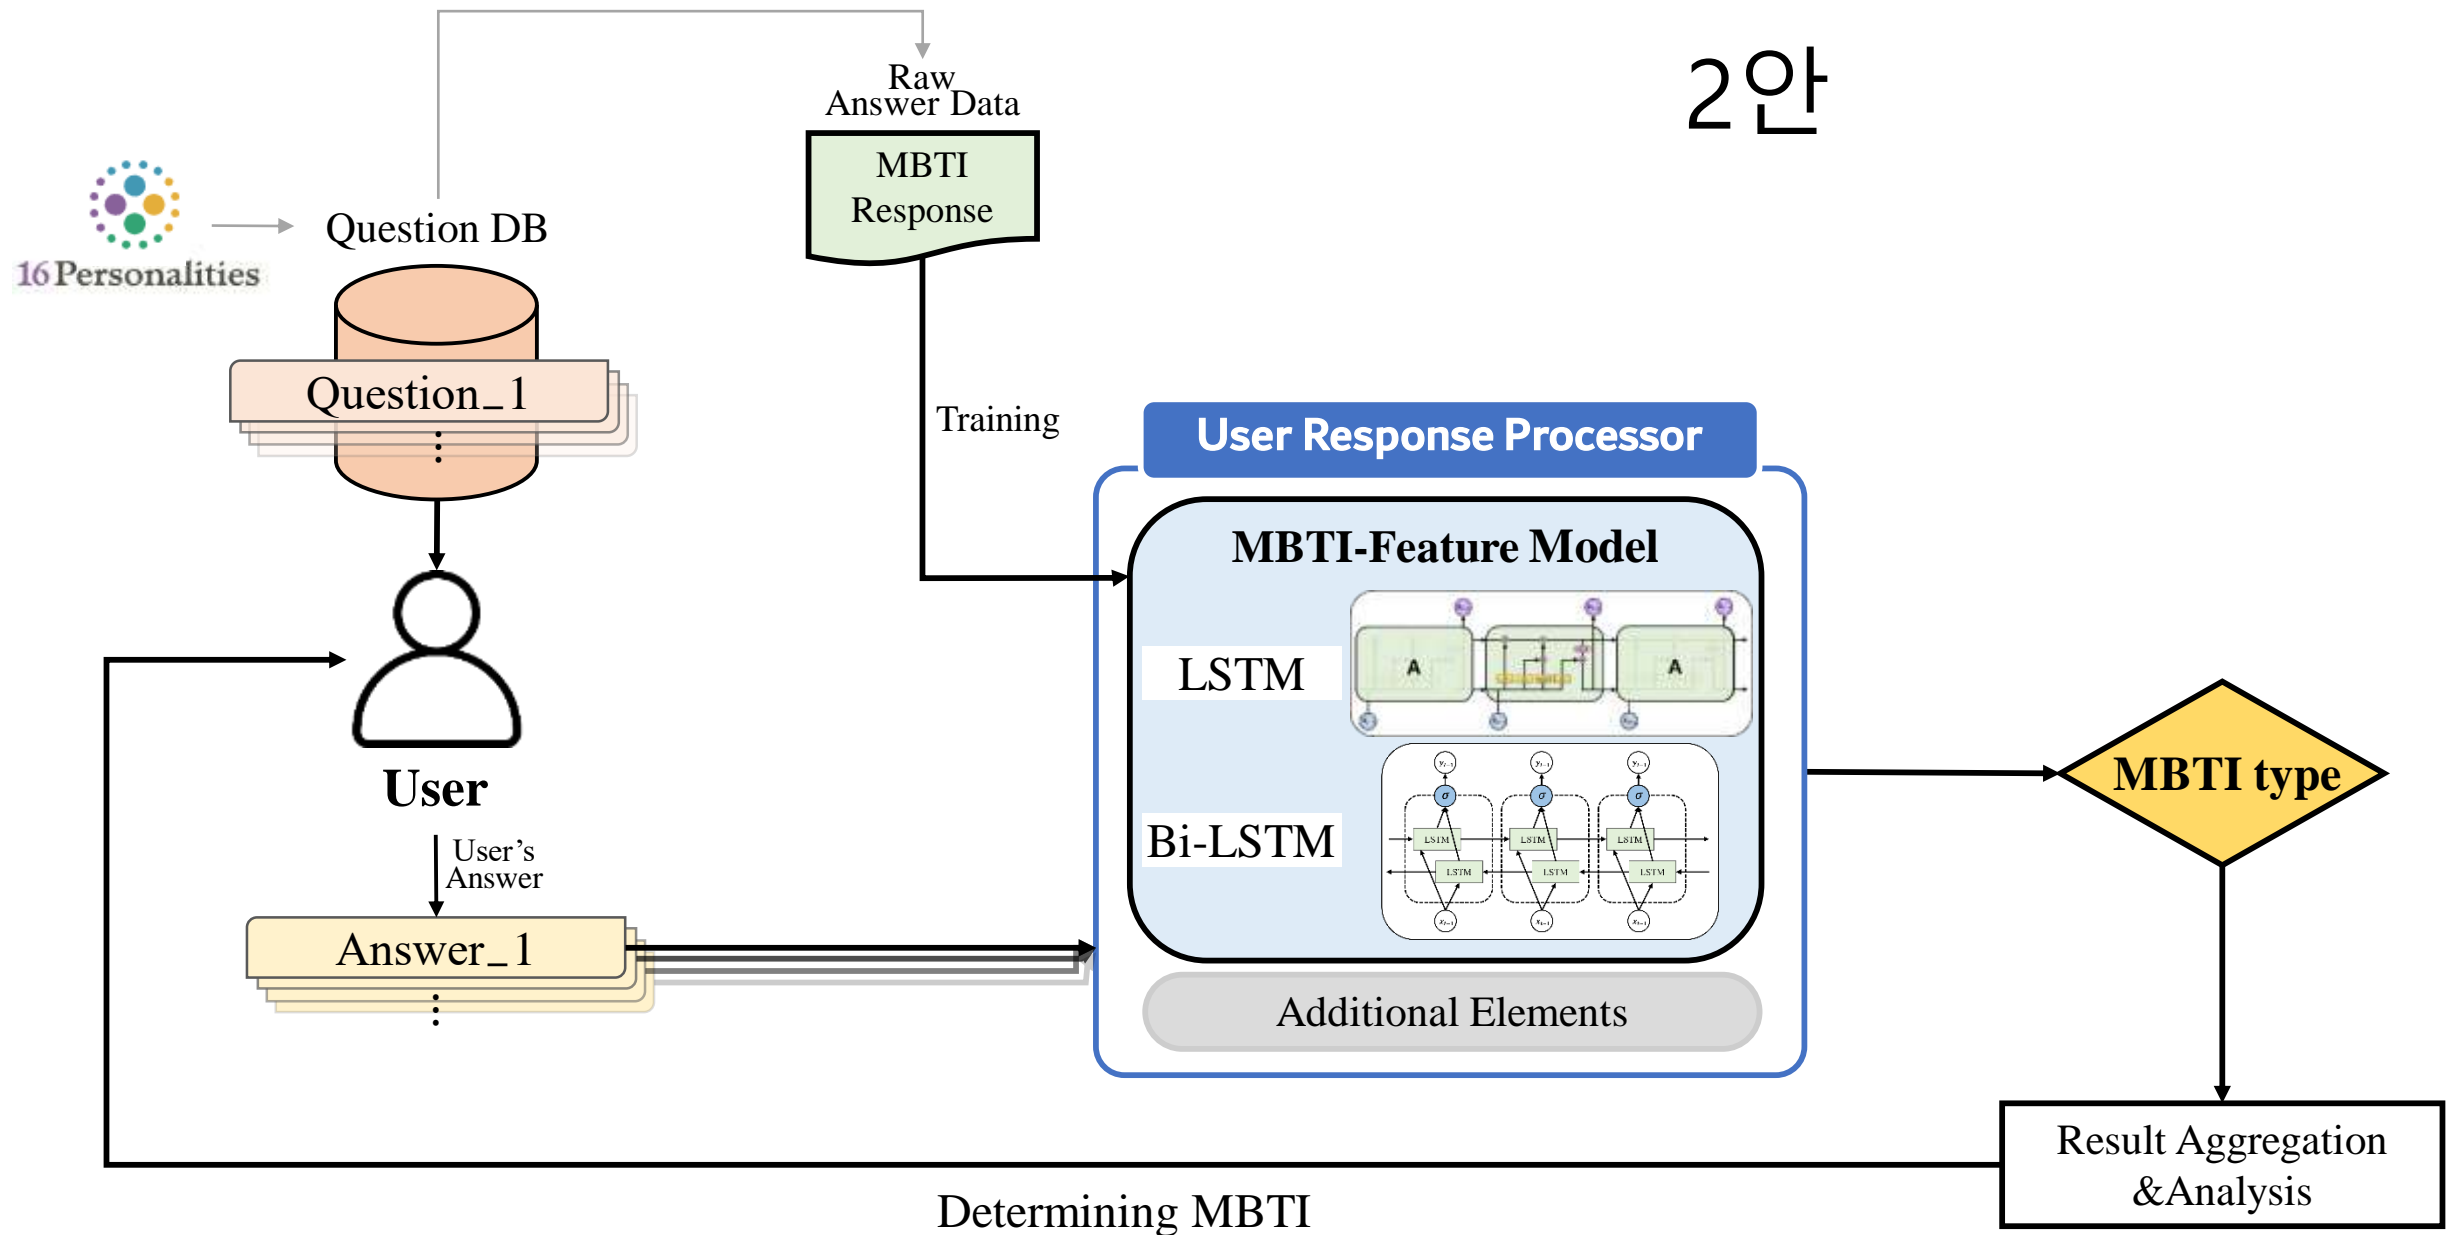 2안
Raw
Answer Data
MBTI
Response
16 Personalities
Question DB
Question_1
Training
User Response Processor
MBTI-Feature Model
LSTM
A
A
Bi-LSTM
σ
σ
σ
LSTM
LSTM
LSTM
LSTM
LSTM
LSTM
User
User's
Answer
Answer_1
Additional Elements
MBTI type
Result Aggregation
&Analysis
Determining MBTI